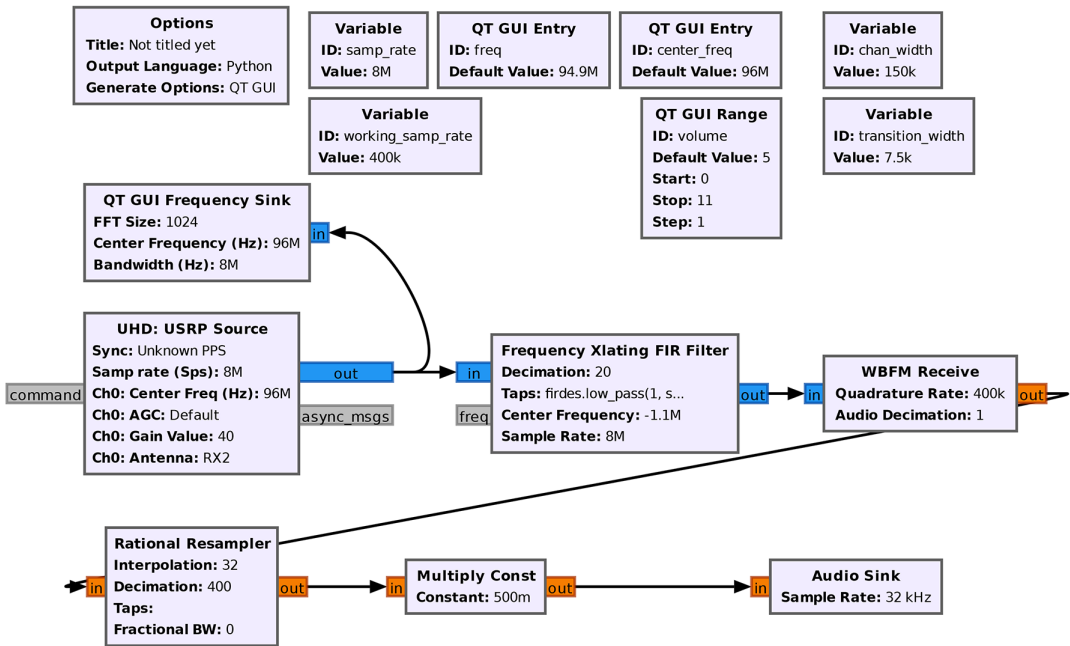 Options
Title: Not titled yet
Output Language: Python
Generate Options: QT GUI
Variable
ID: samp_rate
Value: 8M
QT GUI Entry
ID: freq
Default Value: 94.9M
QT GUI Entry
ID: center_freq
Default Value: 96M
Variable
ID: chan_width
Value: 150k
Variable
ID: working_samp_rate
Value: 400k
QT GUI Range
ID: volume
Default Value: 5
Start: 0
Stop: 11
Step: 1
Variable
ID: transition_width
Value: 7.5k
QT GUI Frequency Sink
FFT Size: 1024
Center Frequency (Hz): 96M
Bandwidth (Hz): 8M
in
UHD: USRP Source
Sync: Unknown PPS
Samp rate (Sps): 8M
Ch0: Center Freq (Hz): 96M
Ch0: AGC: Default
Ch0: Gain Value: 40
Ch0: Antenna: RX2
command
out
async_msgs
in
freq
Frequency Xlating FIR Filter
Decimation: 20
Taps: firdes.low_pass(1, s...
Center Frequency: -1.1M
Sample Rate: 8M
out
in
WBFM Receive
Quadrature Rate: 400k
Audio Decimation: 1
out
in
Rational Resampler
Interpolation: 32
Decimation: 400
Taps:
Fractional BW: 0
out
in
Multiply Const
Constant: 500m
out
in
Audio Sink
Sample Rate: 32 kHz